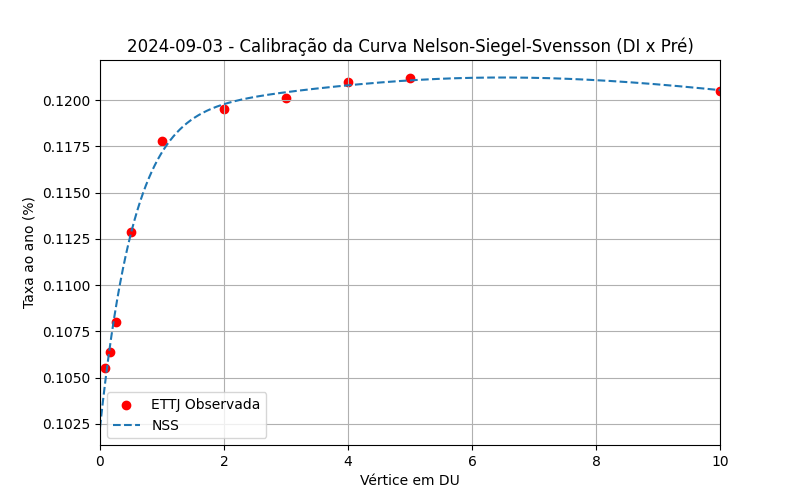 2024-09-03 - Calibração da Curva Nelson-Siegel-Svensson (DI x Pré)
Taxa ao ano (%)
0.1200
0.1175
0.1150
0.1125
0.1100
0.1075
0.1050
0.1025
ETTJ Observada
NSS
0 2 4 6 8 10
Vértice em DU